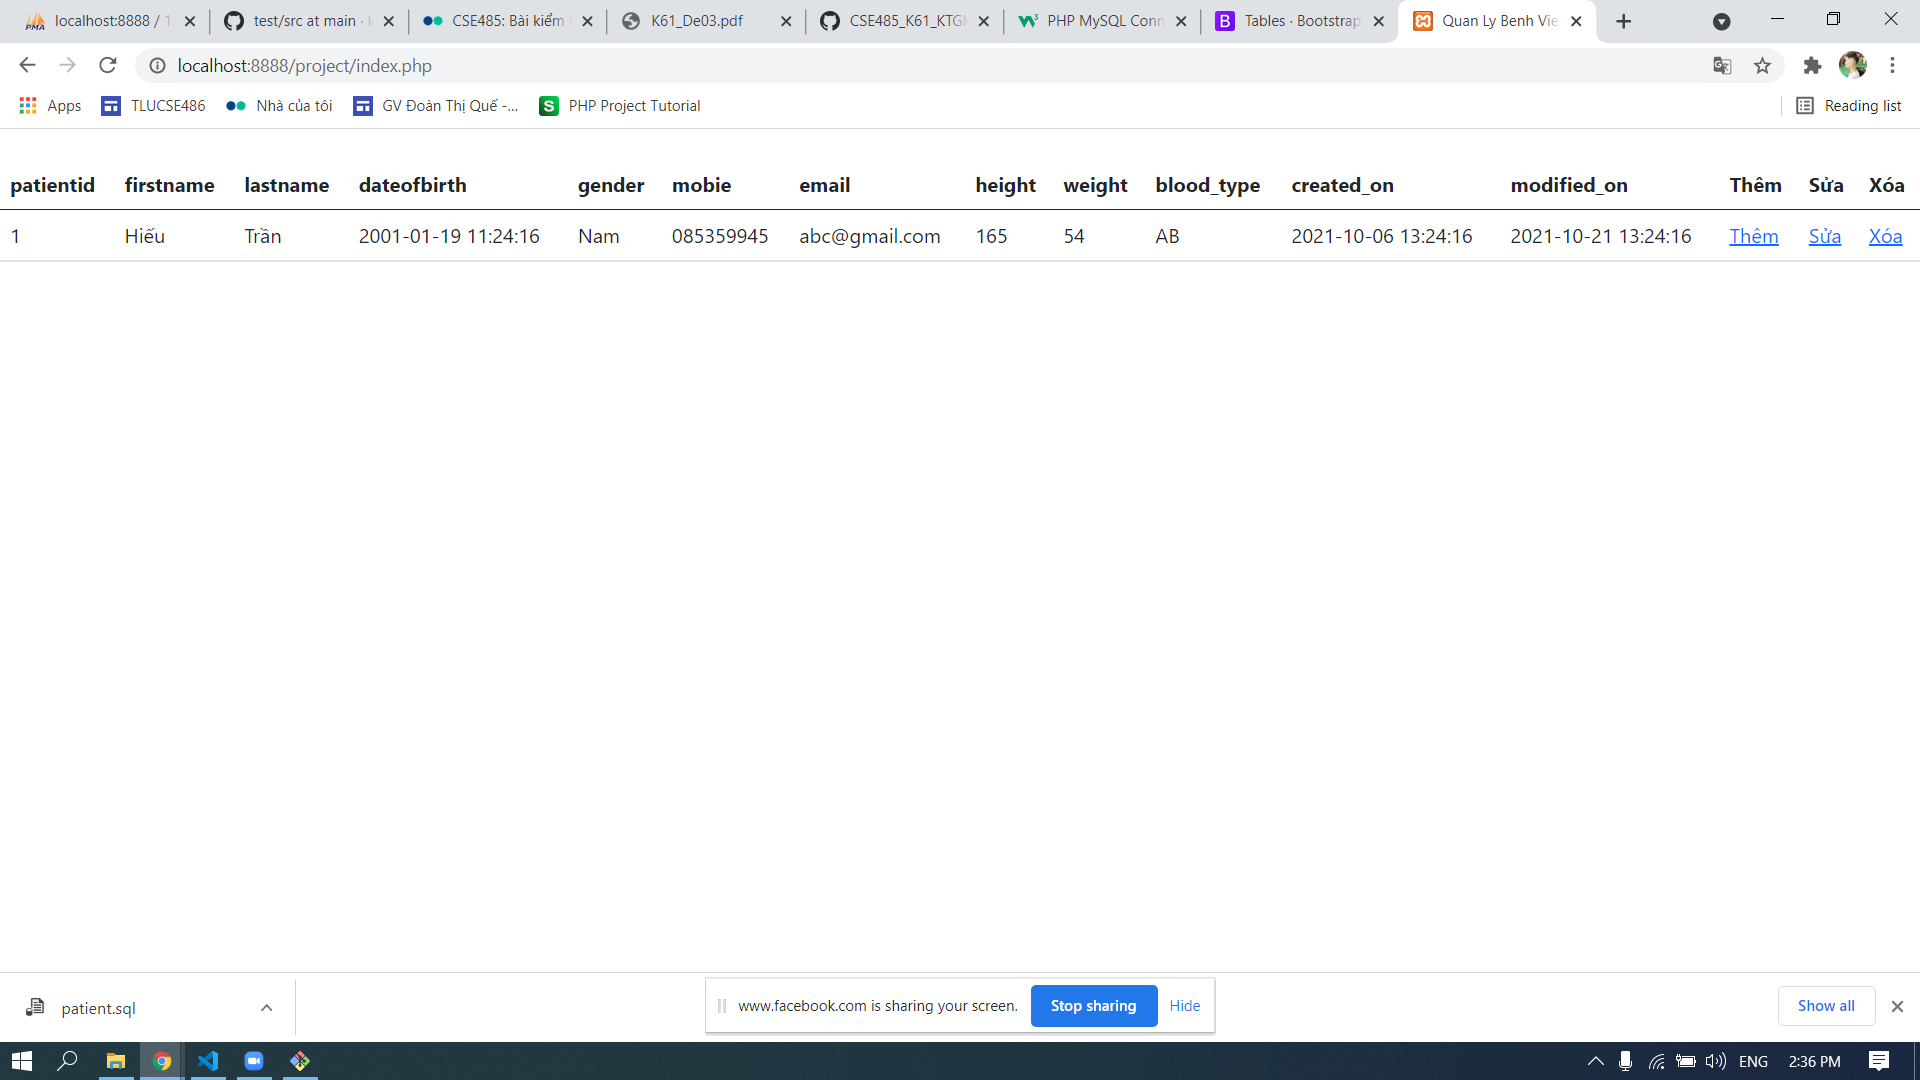 localhost:8888 / 1 test/src at main · CSE485: Bài kiểm K61_De03.pdf CSE485_K61_KTG PHP MySQL Conn Tables · Bootstrap Quan Ly Benh Vie
localhost:8888/project/index.php
Apps TLUCSE486 Nhà của tôi GV Đoàn Thị Quế -... PHP Project Tutorial Reading list
patientid firstname lastname dateofbirth gender mobie email height weight blood_type created_on modified_on Thêm Sửa Xóa
1 Hiếu Trần 2001-01-19 11:24:16 Nam 085359945 abc@gmail.com 165 54 AB 2021-10-06 13:24:16 2021-10-21 13:24:16 Thêm Sửa Xóa
patient.sql www.facebook.com is sharing your screen. Stop sharing Hide Show all
ENG 2:36 PM